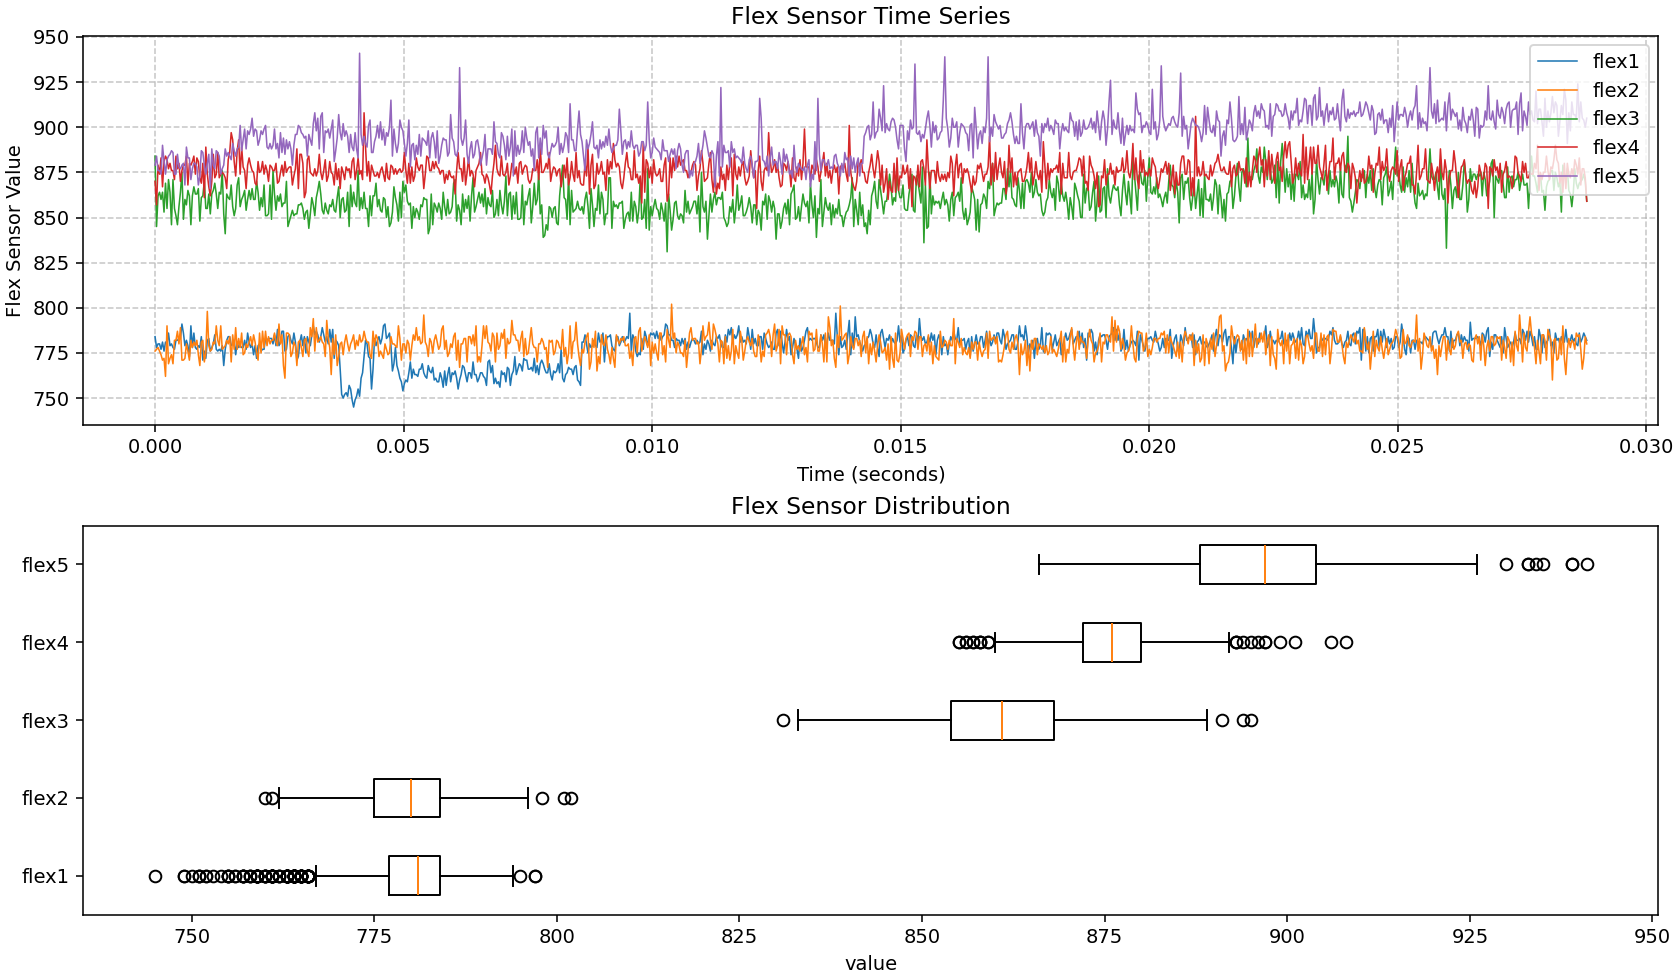 Flex Sensor Time Series
Flex Sensor Value
950
925
900
875
850
825
800
775
750
flex1
flex2
flex3
flex4
flex5
0.000 0.005 0.010 0.015 0.020 0.025 0.030
Time (seconds)
Flex Sensor Distribution
flex5
flex4
flex3
flex2
flex1
750 775 800 825 850 875 900 925 950
value